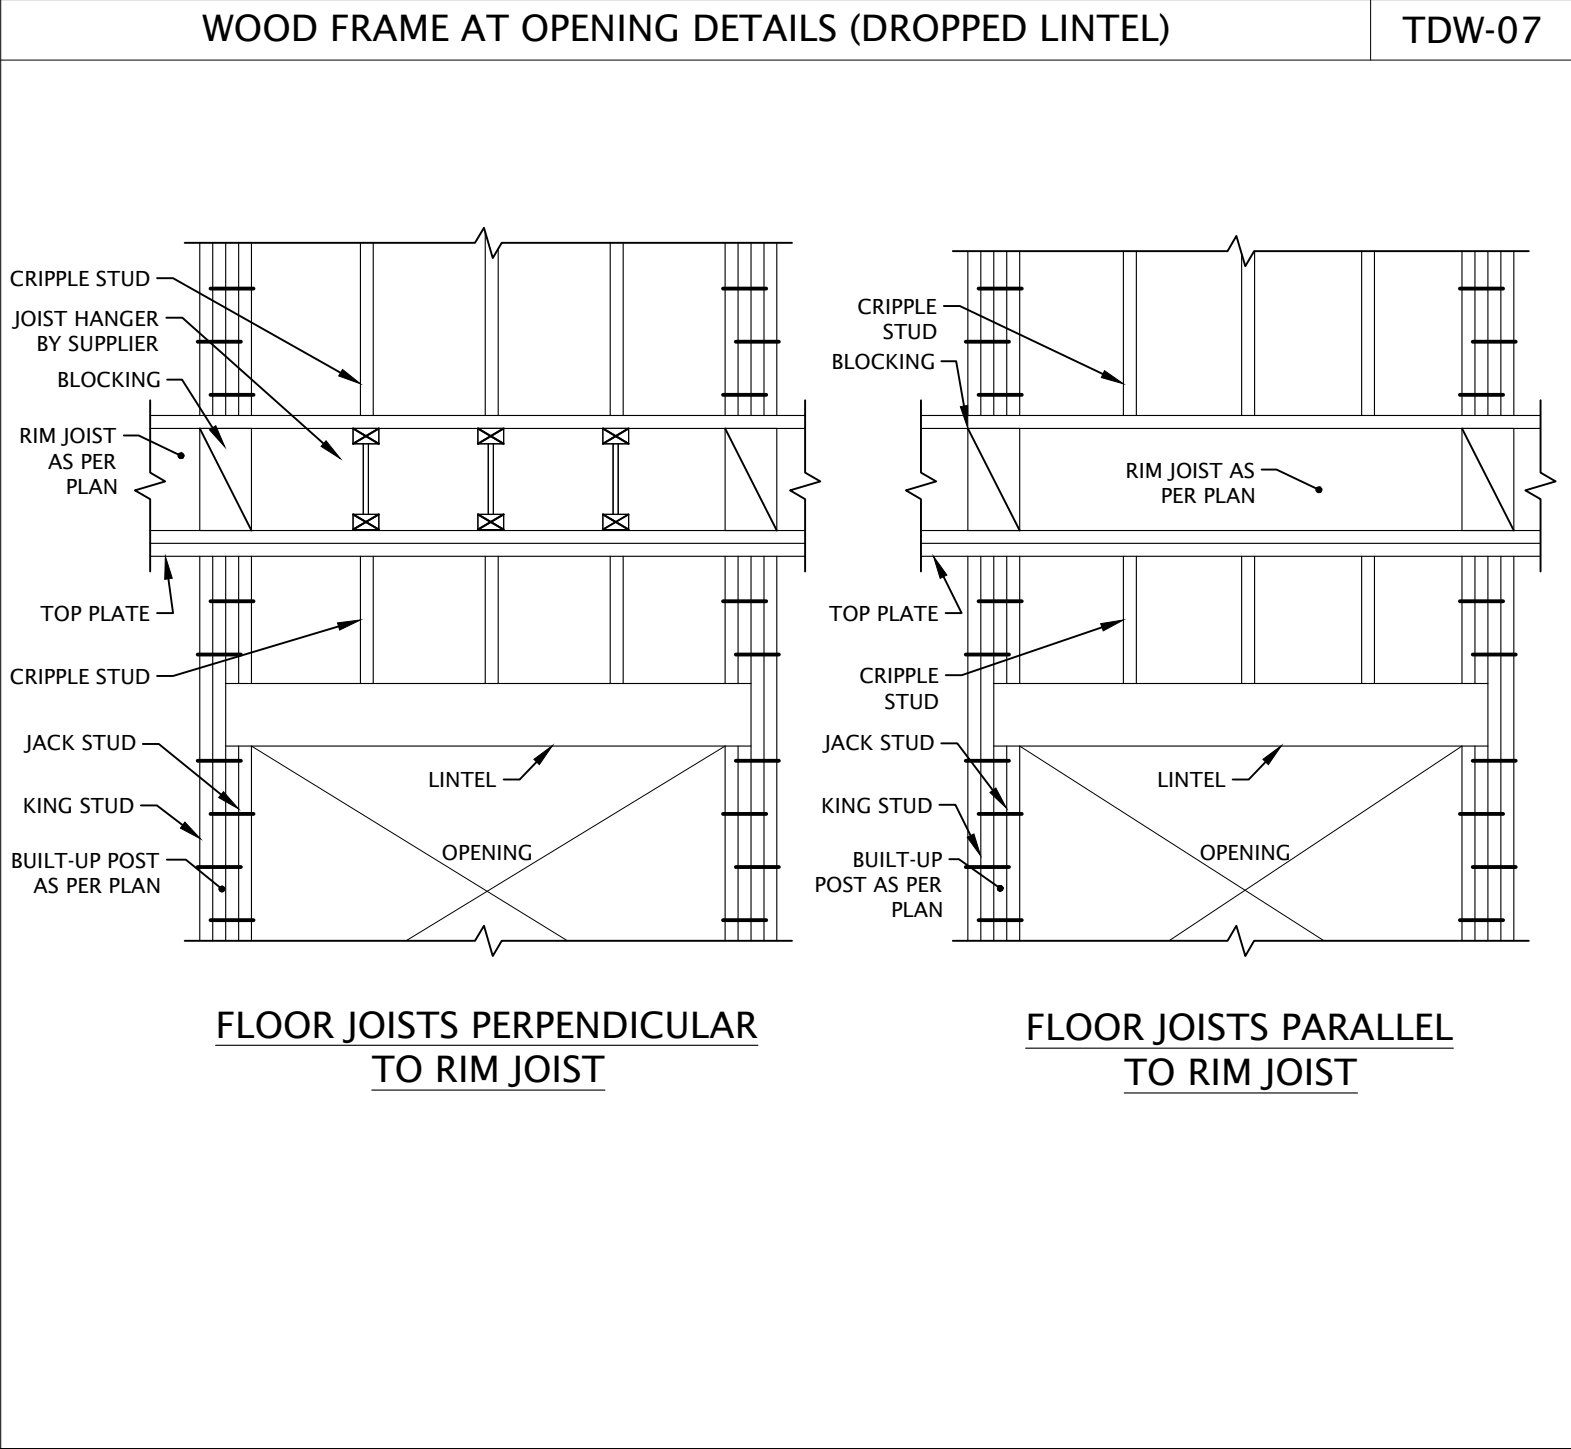 WOOD FRAME AT OPENING DETAILS (DROPPED LINTEL)
TDW-07
CRIPPLE STUD
JOIST HANGER
BY SUPPLIER
BLOCKING
RIM JOIST
AS PER
PLAN
TOP PLATE
CRIPPLE STUD
JACK STUD
KING STUD
BUILT-UP POST
AS PER PLAN
LINTEL
OPENING
FLOOR JOISTS PERPENDICULAR
TO RIM JOIST
CRIPPLE
STUD
BLOCKING
RIM JOIST AS
PER PLAN
TOP PLATE
CRIPPLE
STUD
JACK STUD
KING STUD
BUILT-UP
POST AS PER
PLAN
LINTEL
OPENING
FLOOR JOISTS PARALLEL
TO RIM JOIST